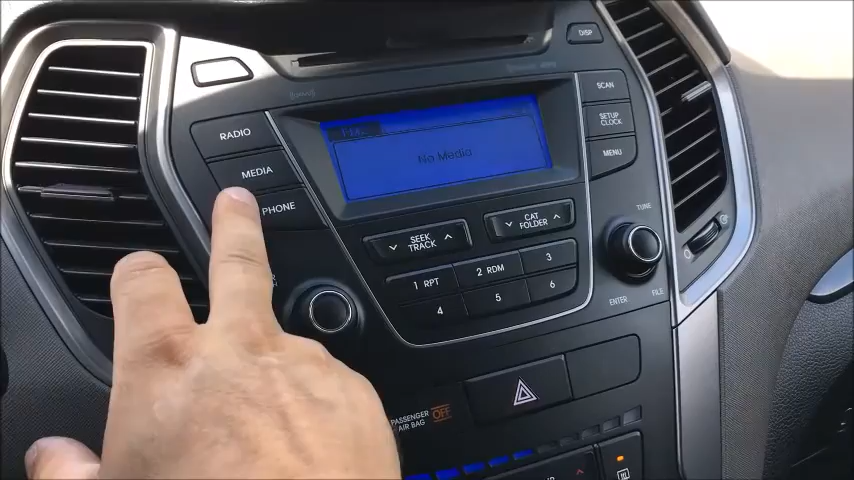 DISP
RADIO
MEDIA
PHONE
No Media
SCAN
SETUP
CLOCK
MENU
SEEK
TRACK
CAT
FOLDER
TUNE
1 RPT
2 RDM
3
4
5
6
ENTER
FILE
PASSENGER
AIR BAG
OFF